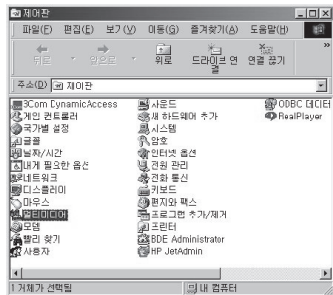 제어판
파일(F) 편집(E) 보기(V) 이동(G) 즐겨찾기(A) 도움말(H)
뒤로 앞으로 위로 드라이브 연결 연결 끊기
주소(D) 제어판
3Com DynamicAccess
게임 컨트롤러
국가별 설정
글꼴
날짜/시간
내게 필요한 옵션
네트워크
디스플레이
마우스
멀티미디어
모뎀
빨리 찾기
사용자
사운드
새 하드웨어 추가
시스템
암호
인터넷 옵션
전원 관리
전화 통신
키보드
편지와 팩스
프로그램 추가/제거
프린터
BDE Administrator
HP JetAdmin
ODBC 데이터
RealPlayer
1 개체가 선택됨
내 컴퓨터